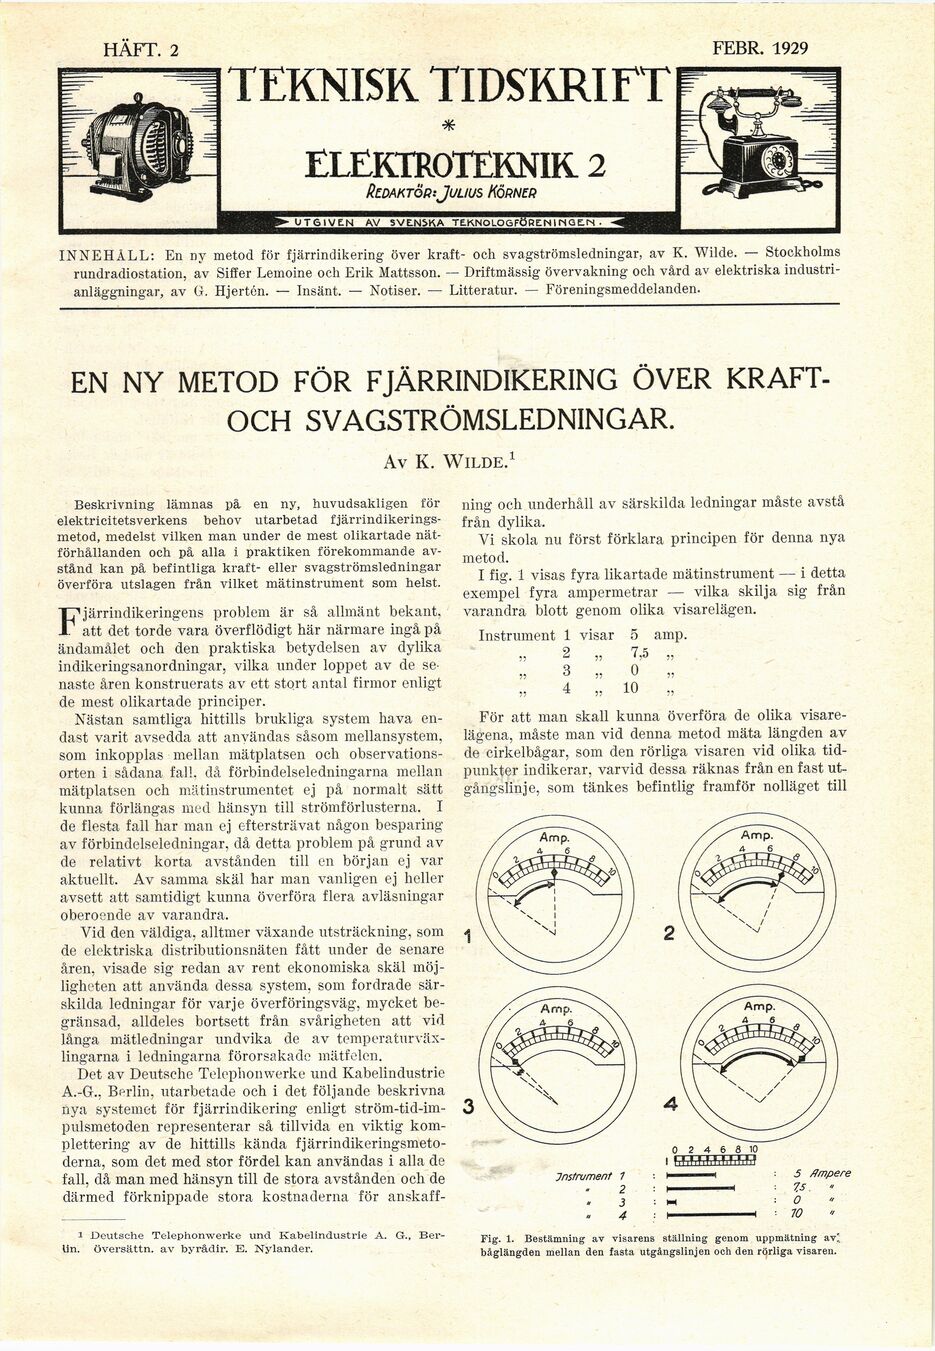 HÄFT. 2
FEBR. 1929
TEKNISK TIDSKRIFT
*
ELEKTROTEKNIK 2
REDAKTÖR: JULIUS KÖRNER
UTGIVEN AV SVENSKA TEKNOLOGFÖRENINGEN.
INNEHÅLL: En ny metod för fjärrindikering över kraft- och svagströmsledningar, av K. Wilde. — Stockholms
rundradiostation, av Siffer Lemoine och Erik Mattsson. — Driftmässig övervakning och vård av elektriska industri-
anläggningar, av G. Hjertén. — Insänt. — Notiser. — Litteratur. — Föreningsmeddelanden.
EN NY METOD FÖR FJÄRRINDIKERING ÖVER KRAFT-
OCH SVAGSTRÖMSLEDNINGAR.
Av K. WILDE.¹
Beskrivning lämnas på en ny, huvudsakligen för
elektricitetsverkens behov utarbetad fjärrindikerings-
metod, medelst vilken man under de mest olikartade nät-
förhållanden och på alla i praktiken förekommande av-
stånd kan på befintliga kraft- eller svagströmsledningar
överföra utslagen från vilket mätinstrument som helst.
Fjärrindikeringens problem är så allmänt bekant,
att det torde vara överflödigt här närmare ingå på
ändamålet och den praktiska betydelsen av dylika
indikeringsanordningar, vilka under loppet av de se-
naste åren konstruerats av ett stort antal firmor enligt
de mest olikartade principer.
Nästan samtliga hittills brukliga system hava en-
dast varit avsedda att användas såsom mellansystem,
som inkopplas mellan mätplatsen och observations-
orten i sådana fall, då förbindelseledningarna mellan
mätplatsen och mätinstrumentet ej på normalt sätt
kunna förlängas med hänsyn till strömförlusterna. I
de flesta fall har man ej eftersträvat någon besparing
av förbindelseledningar, då detta problem på grund av
de relativt korta avstånden till en början ej var
aktuellt. Av samma skäl har man vanligen ej heller
avsett att samtidigt kunna överföra flera avläsningar
oberoende av varandra.
Vid den väldiga, alltmer växande utsträckning, som
de elektriska distributionsnäten fått under de senare
åren, visade sig redan av rent ekonomiska skäl möj-
ligheten att använda dessa system, som fordrade sär-
skilda ledningar för varje överföringsväg, mycket be-
gränsad, alldeles bortsett från svårigheten att vid
långa mätledningar undvika de av temperaturväx-
lingarna i ledningarna förorsakade mätfelen.
Det av Deutsche Telephonwerke und Kabelindustrie
A.-G., Berlin, utarbetade och i det följande beskrivna
nya systemet för fjärrindikering enligt ström-tid-im-
pulsmetoden representerar så tillvida en viktig kom-
plettering av de hittills kända fjärrindikeringsmeto-
derna, som det med stor fördel kan användas i alla de
fall, då man med hänsyn till de stora avstånden och de
därmed förknippade stora kostnaderna för anskaff-
¹ Deutsche Telephonwerke und Kabelindustrie A. G., Ber-
lin. Översättn. av byrådir. E. Nylander.
ning och underhåll av särskilda ledningar måste avstå
från dylika.
Vi skola nu först förklara principen för denna nya
metod.
I fig. 1 visas fyra likartade mätinstrument — i detta
exempel fyra ampermetrar — vilka skilja sig från
varandra blott genom olika visarelägen.
Instrument 1 visar 5 amp.
„ 2 „ 7,5 „
„ 3 „ 0 „
„ 4 „ 10 „
För att man skall kunna överföra de olika visare-
lägena, måste man vid denna metod mäta längden av
de cirkelbågar, som den rörliga visaren vid olika tid-
punkter indikerar, varvid dessa räknas från en fast ut-
gångslinje, som tänkes befintlig framför nolläget till
Amp.
0 2 4 6 8 10
1
Amp.
0 2 4 6 8 10
2
Amp.
0 2 4 6 8 10
3
Amp.
0 2 4 6 8 10
4
0 2 4 6 8 10
Instrument 1 : : 5 Ampere
" 2 : : 7,5 "
" 3 : : 0 "
" 4 : : 10 "
Fig. 1. Bestämning av visarens ställning genom uppmätning av
båglängden mellan den fasta utgångslinjen och den rörliga visaren.